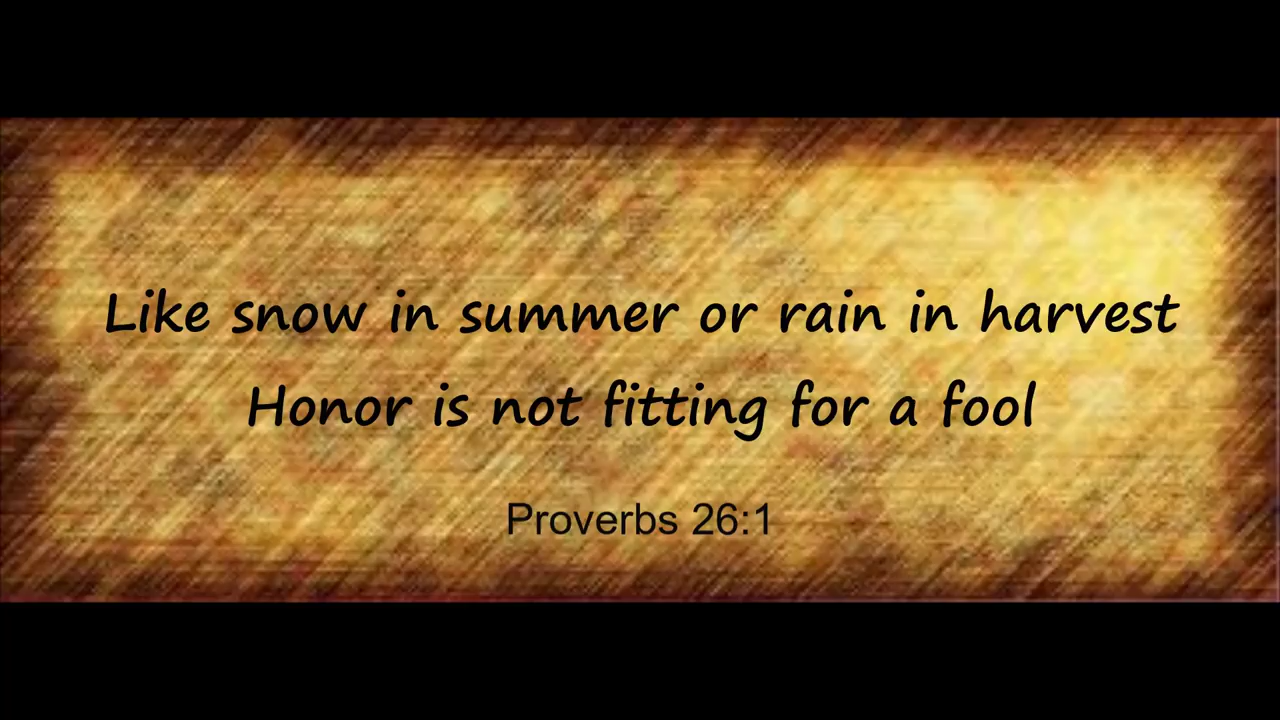 Like snow in summer or rain in harvest
Honor is not fitting for a fool
Proverbs 26:1